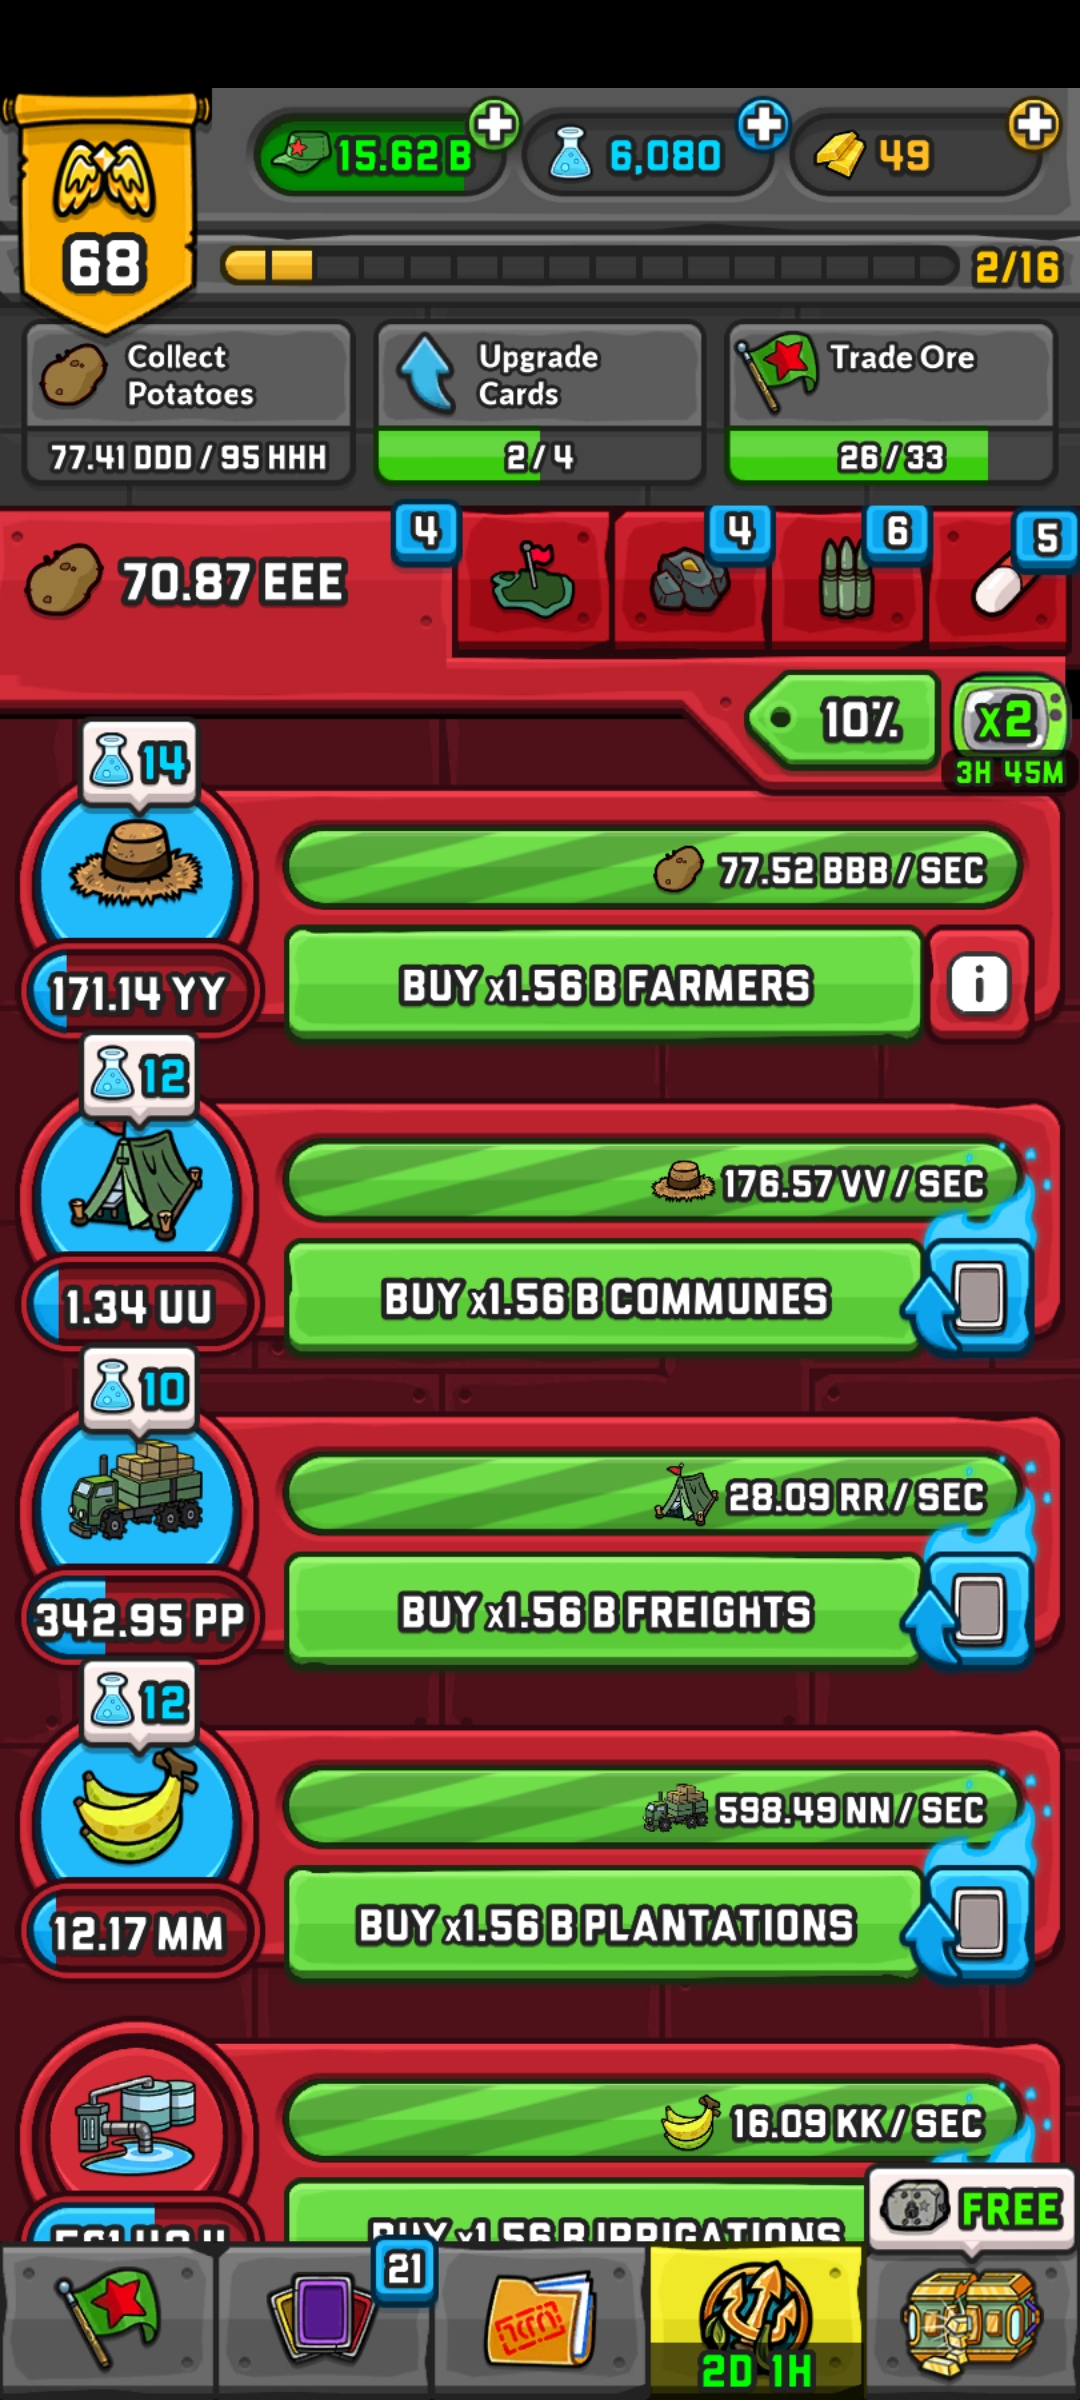 15.62 B
6,080
49
68
2/16
Collect
Potatoes
77.41 DDD / 95 HHH
Upgrade
Cards
2/4
Trade Ore
26/33
70.87 EEE
4
4
6
5
10%
x2
3H 45M
14
77.52 BBB / SEC
171.14 YY
BUY x1.56 B FARMERS
i
12
176.57 VV / SEC
1.34 UU
BUY x1.56 B COMMUNES
10
28.09 RR / SEC
342.95 PP
BUY x1.56 B FREIGHTS
12
598.49 NN / SEC
12.17 MM
BUY x1.56 B PLANTATIONS
16.09 KK / SEC
BUY x1.56 B IRRIGATIONS
FREE
21
2D 1H